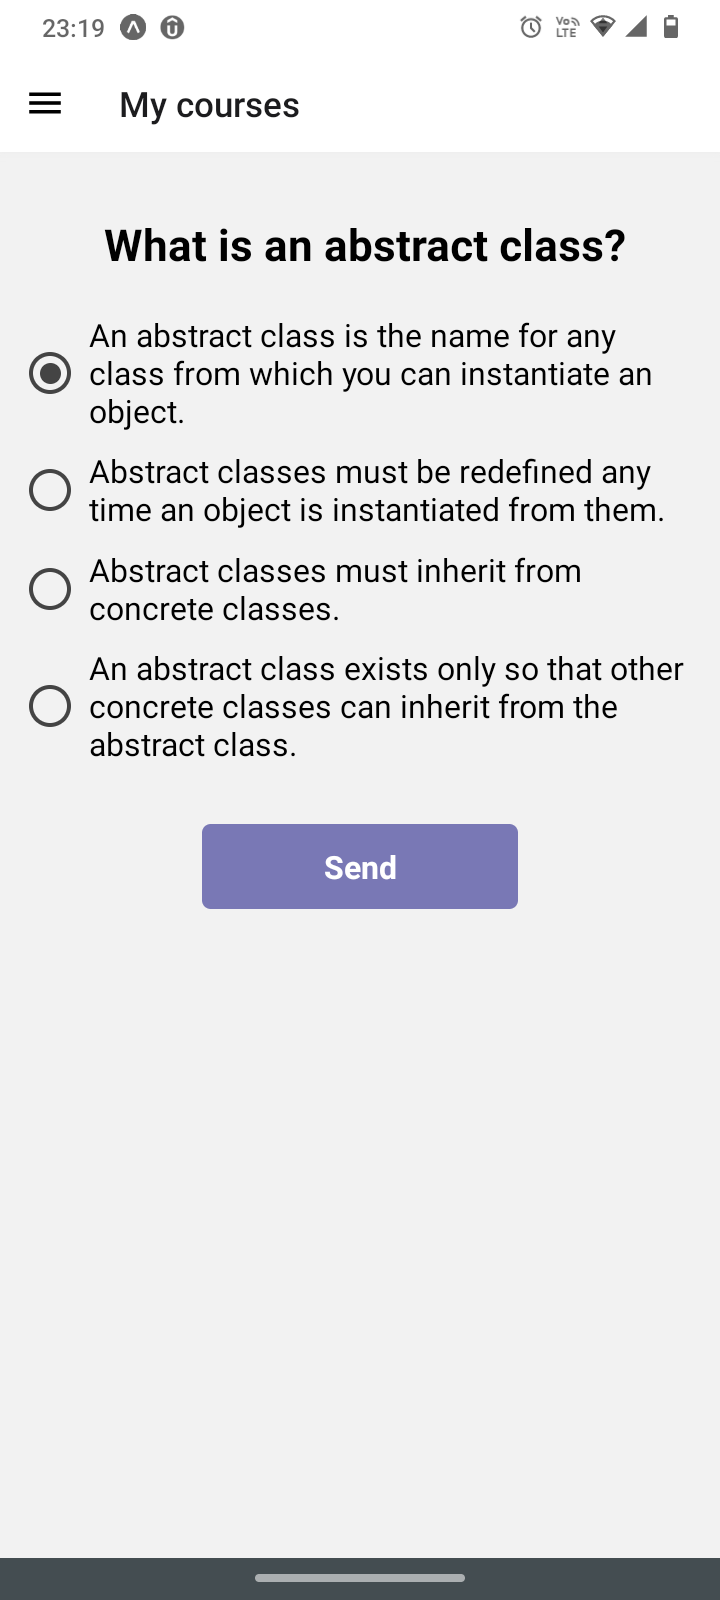 23:19
Vo LTE
My courses
What is an abstract class?
An abstract class is the name for any
class from which you can instantiate an
object.
Abstract classes must be redefined any
time an object is instantiated from them.
Abstract classes must inherit from
concrete classes.
An abstract class exists only so that other
concrete classes can inherit from the
abstract class.
Send